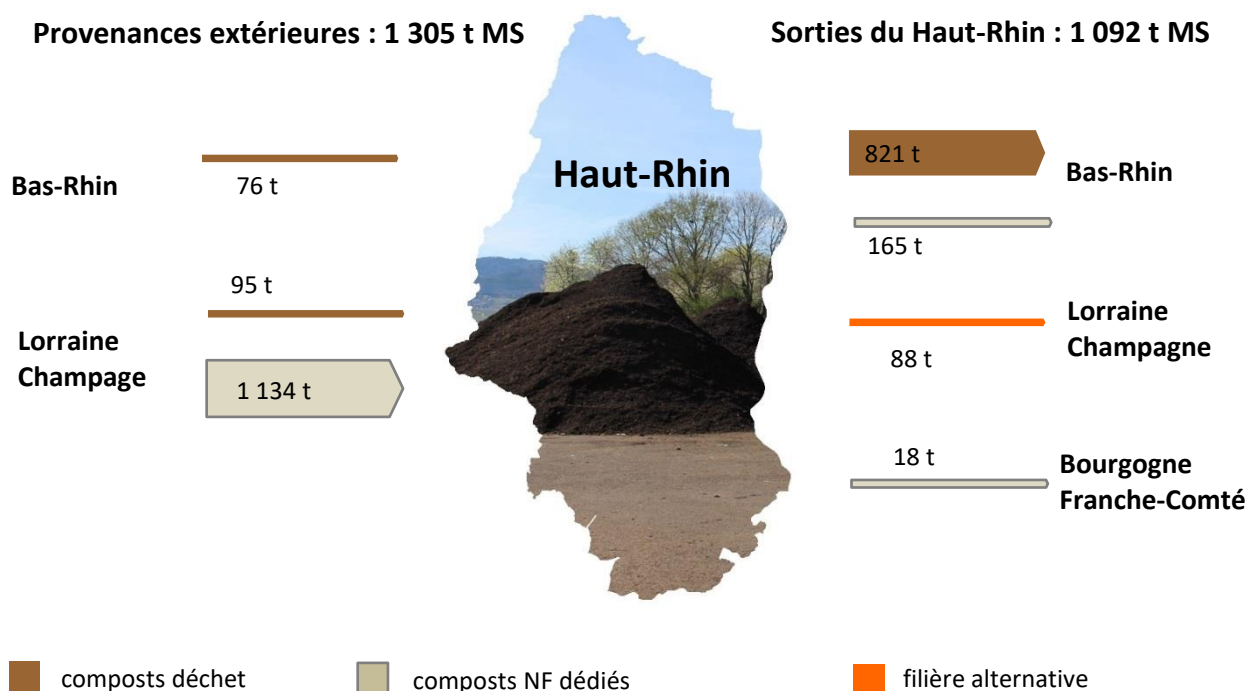 Provenances extérieures : 1 305 t MS
Sorties du Haut-Rhin : 1 092 t MS
Haut-Rhin
Bas-Rhin
76 t
95 t
Lorraine
Champage
1 134 t
821 t
Bas-Rhin
165 t
Lorraine
Champagne
88 t
18 t
Bourgogne
Franche-Comté
composts déchet
composts NF dédiés
filière alternative